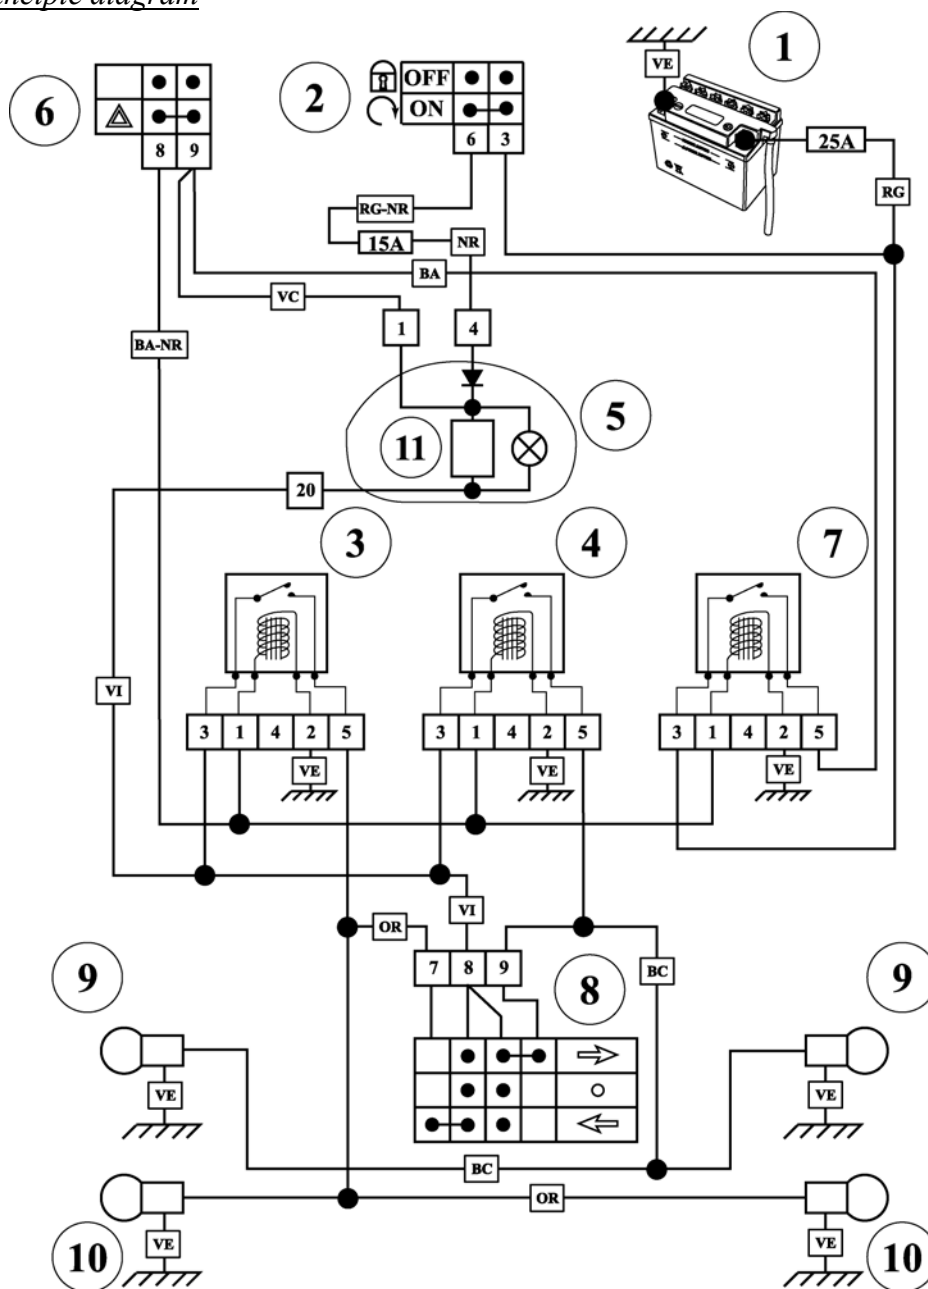 nciple diagram
1
VE
25A
RG
2
OFF
ON
6 3
6
8 9
RG-NR
15A NR
BA
VC
BA-NR
1 4
5
11
20
3 4 7
VI
3 1 4 2 5
3 1 4 2 5
3 1 4 2 5
VE VE VE
VI
OR
7 8 9
8
BC
9 9
VE VE
BC
OR
10 10
VE VE